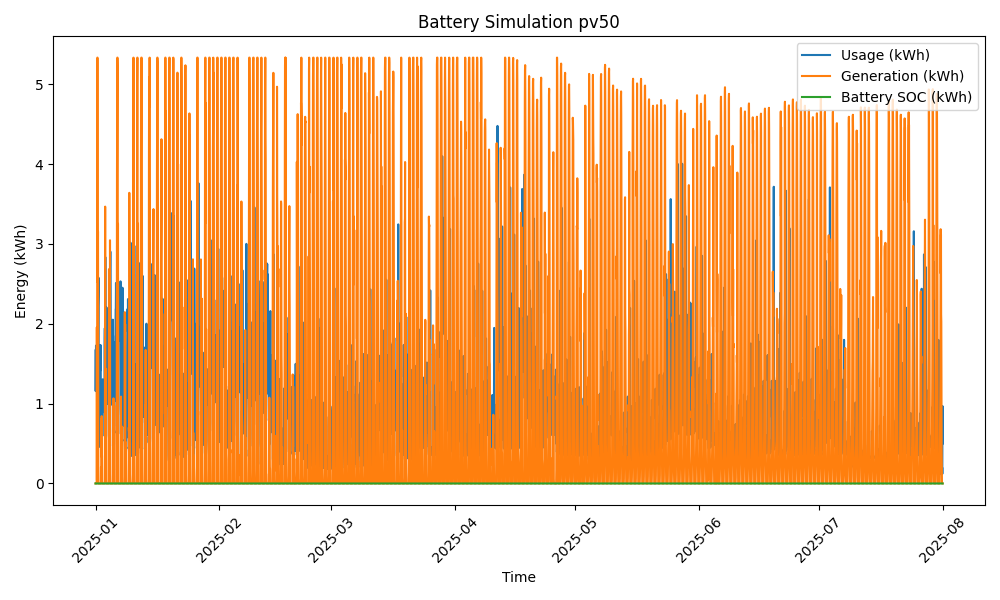 Battery Simulation pv50
Usage (kWh)
Generation (kWh)
Battery SOC (kWh)
Energy (kWh)
5
4
3
2
1
0
2025-01
2025-02
2025-03
2025-04
2025-05
2025-06
2025-07
2025-08
Time